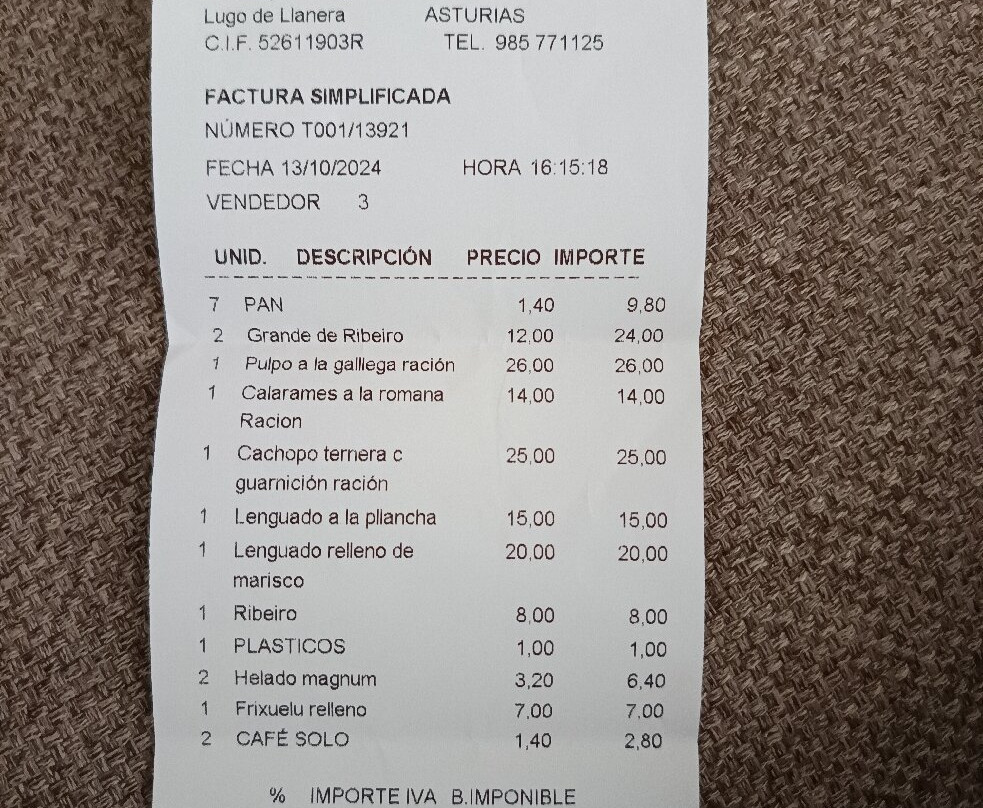 Lugo de Llanera ASTURIAS
C.I.F. 52611903R TEL. 985 771125
FACTURA SIMPLIFICADA
NÚMERO T001/13921
FECHA 13/10/2024 HORA 16:15:18
VENDEDOR 3
UNID. DESCRIPCIÓN PRECIO IMPORTE
7 PAN 1,40 9,80
2 Grande de Ribeiro 12,00 24,00
1 Pulpo a la galllega ración 26,00 26,00
1 Calarames a la romana 14,00 14,00
Racion
1 Cachopo ternera c 25,00 25,00
guarnición ración
1 Lenguado a la pllancha 15,00 15,00
1 Lenguado relleno de 20,00 20,00
marisco
1 Ribeiro 8,00 8,00
1 PLASTICOS 1,00 1,00
2 Helado magnum 3,20 6,40
1 Frixuelu relleno 7,00 7,00
2 CAFÉ SOLO 1,40 2,80
% IMPORTE IVA B.IMPONIBLE